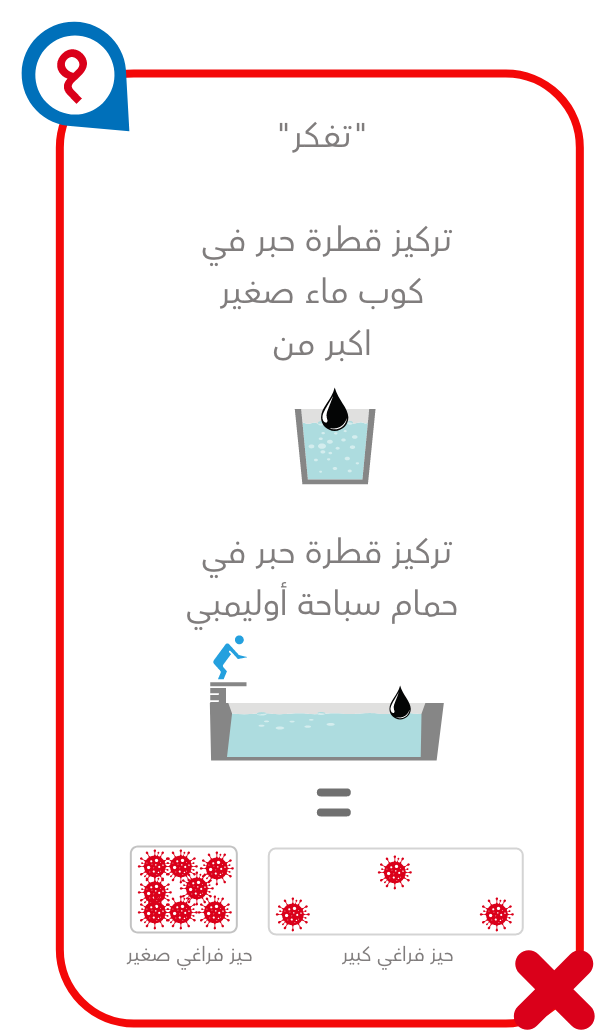 ١
"تفكر"
تركيز قطرة حبر في
كوب ماء صغير
اكبر من
تركيز قطرة حبر في
حمام سباحة أوليمبي
=
حيز فراغي كبير
حيز فراغي صغير